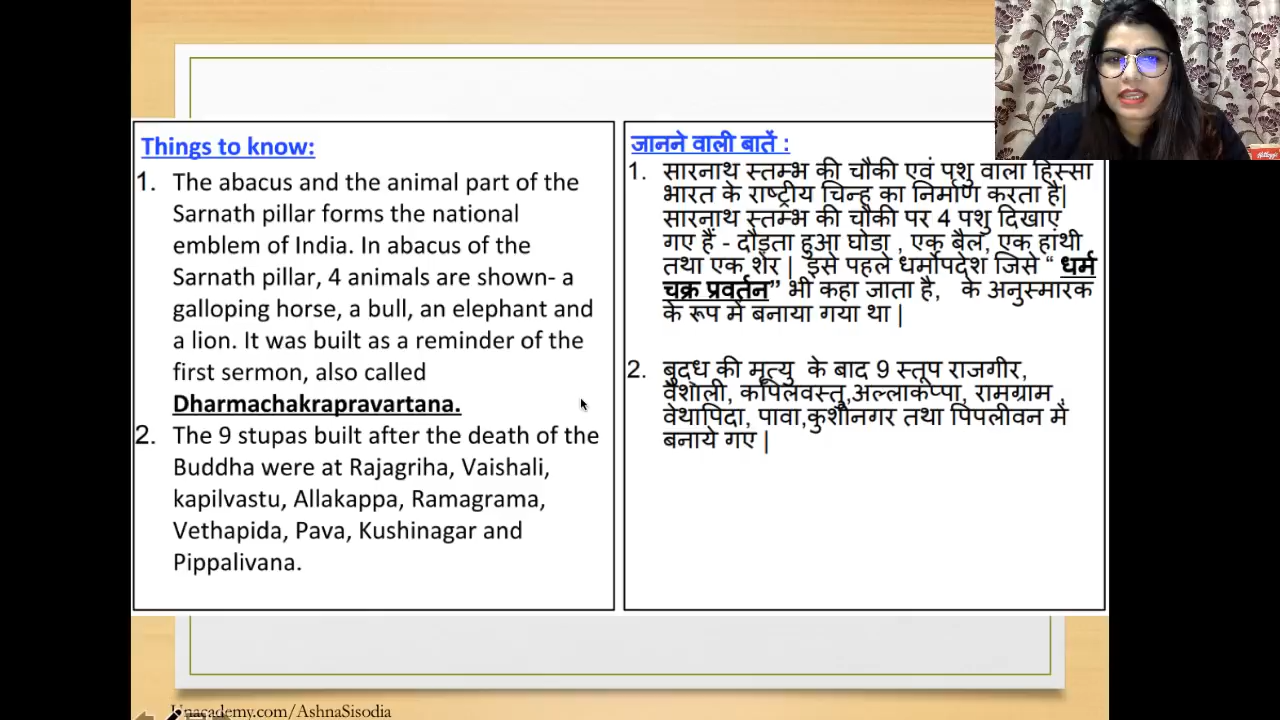 Things to know:
1. The abacus and the animal part of the
Sarnath pillar forms the national
emblem of India. In abacus of the
Sarnath pillar, 4 animals are shown- a
galloping horse, a bull, an elephant and
a lion. It was built as a reminder of the
first sermon, also called
Dharmachakrapravartana.
2. The 9 stupas built after the death of the
Buddha were at Rajagriha, Vaishali,
kapilvastu, Allakappa, Ramagrama,
Vethapida, Pava, Kushinagar and
Pippalivana.
जानने वाली बातें :
1. सारनाथ स्तम्भ की चौकी एवं पशु वाला हिस्सा
भारत के राष्ट्रीय चिन्ह का निर्माण करता है|
सारनाथ स्तम्भ की चौकी पर 4 पशु दिखाए
गए हैं - दौड़ता हुआ घोड़ा , एक बैल, एक हाथी
तथा एक शेर | इसे पहले धर्मोपदेश जिसे “ धर्म
चक्र प्रवर्तन” भी कहा जाता है, के अनुस्मारक
के रूप में बनाया गया था |
2. बुद्ध की मृत्यु के बाद 9 स्तूप राजगीर,
वैशाली, कपिलवस्तु,अल्लाकप्पा, रामग्राम ,
वेथापिदा, पावा,कुशीनगर तथा पिपलीवन में
बनाये गए |
Unacademy.com/AshnaSisodia